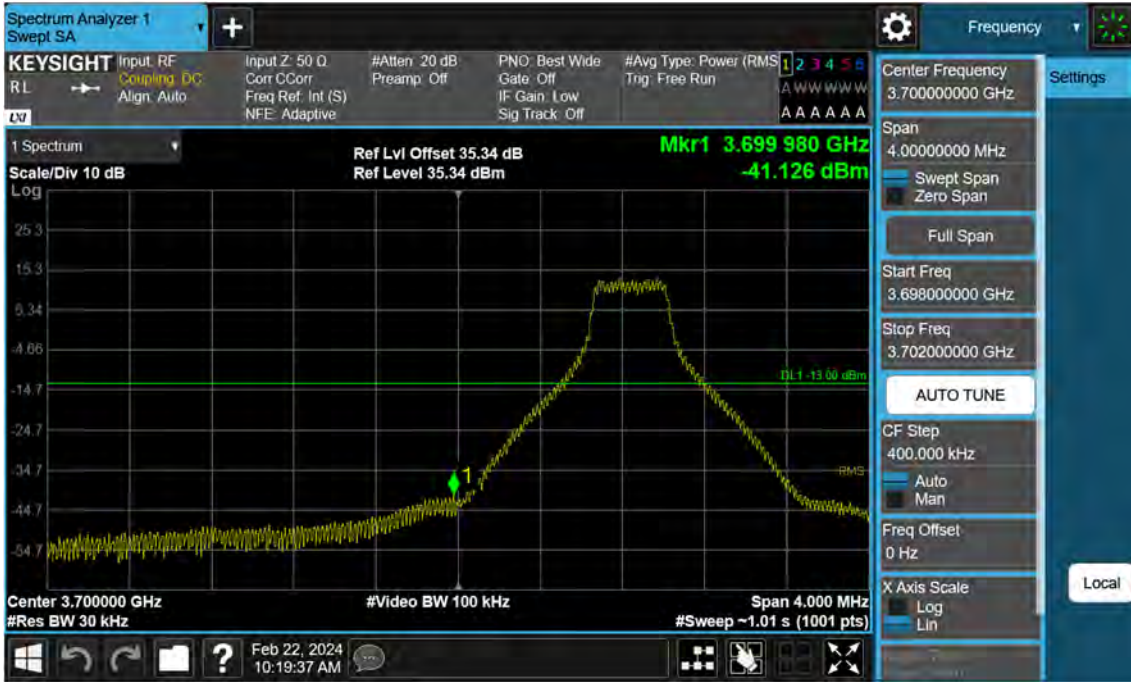 Spectrum Analyzer 1
Swept SA
+
Frequency
KEYSIGHT
RL
LXI
Input: RF
Coupling: DC
Align: Auto
Input Z: 50 Ω
Corr CCorr
Freq Ref: Int (S)
NFE: Adaptive
#Atten: 20 dB
Preamp: Off
PNO: Best Wide
Gate: Off
IF Gain: Low
Sig Track: Off
#Avg Type: Power (RMS
Trig: Free Run
1 2 3 4 5 6
A W W W W W
A A A A A A
1 Spectrum
Scale/Div 10 dB
Log
Ref Lvl Offset 35.34 dB
Ref Level 35.34 dBm
Mkr1 3.699 980 GHz
-41.126 dBm
25.3
15.3
5.34
-4.66
-14.7
-24.7
-34.7
-44.7
-54.7
DL1 -13.00 dBm
RMS
1
Center 3.700000 GHz
#Res BW 30 kHz
#Video BW 100 kHz
Span 4.000 MHz
#Sweep ~1.01 s (1001 pts)
Center Frequency
3.700000000 GHz
Span
4.00000000 MHz
Swept Span
Zero Span
Full Span
Start Freq
3.698000000 GHz
Stop Freq
3.702000000 GHz
AUTO TUNE
CF Step
400.000 kHz
Auto
Man
Freq Offset
0 Hz
X Axis Scale
Log
Lin
Settings
Local
?
Feb 22, 2024
10:19:37 AM